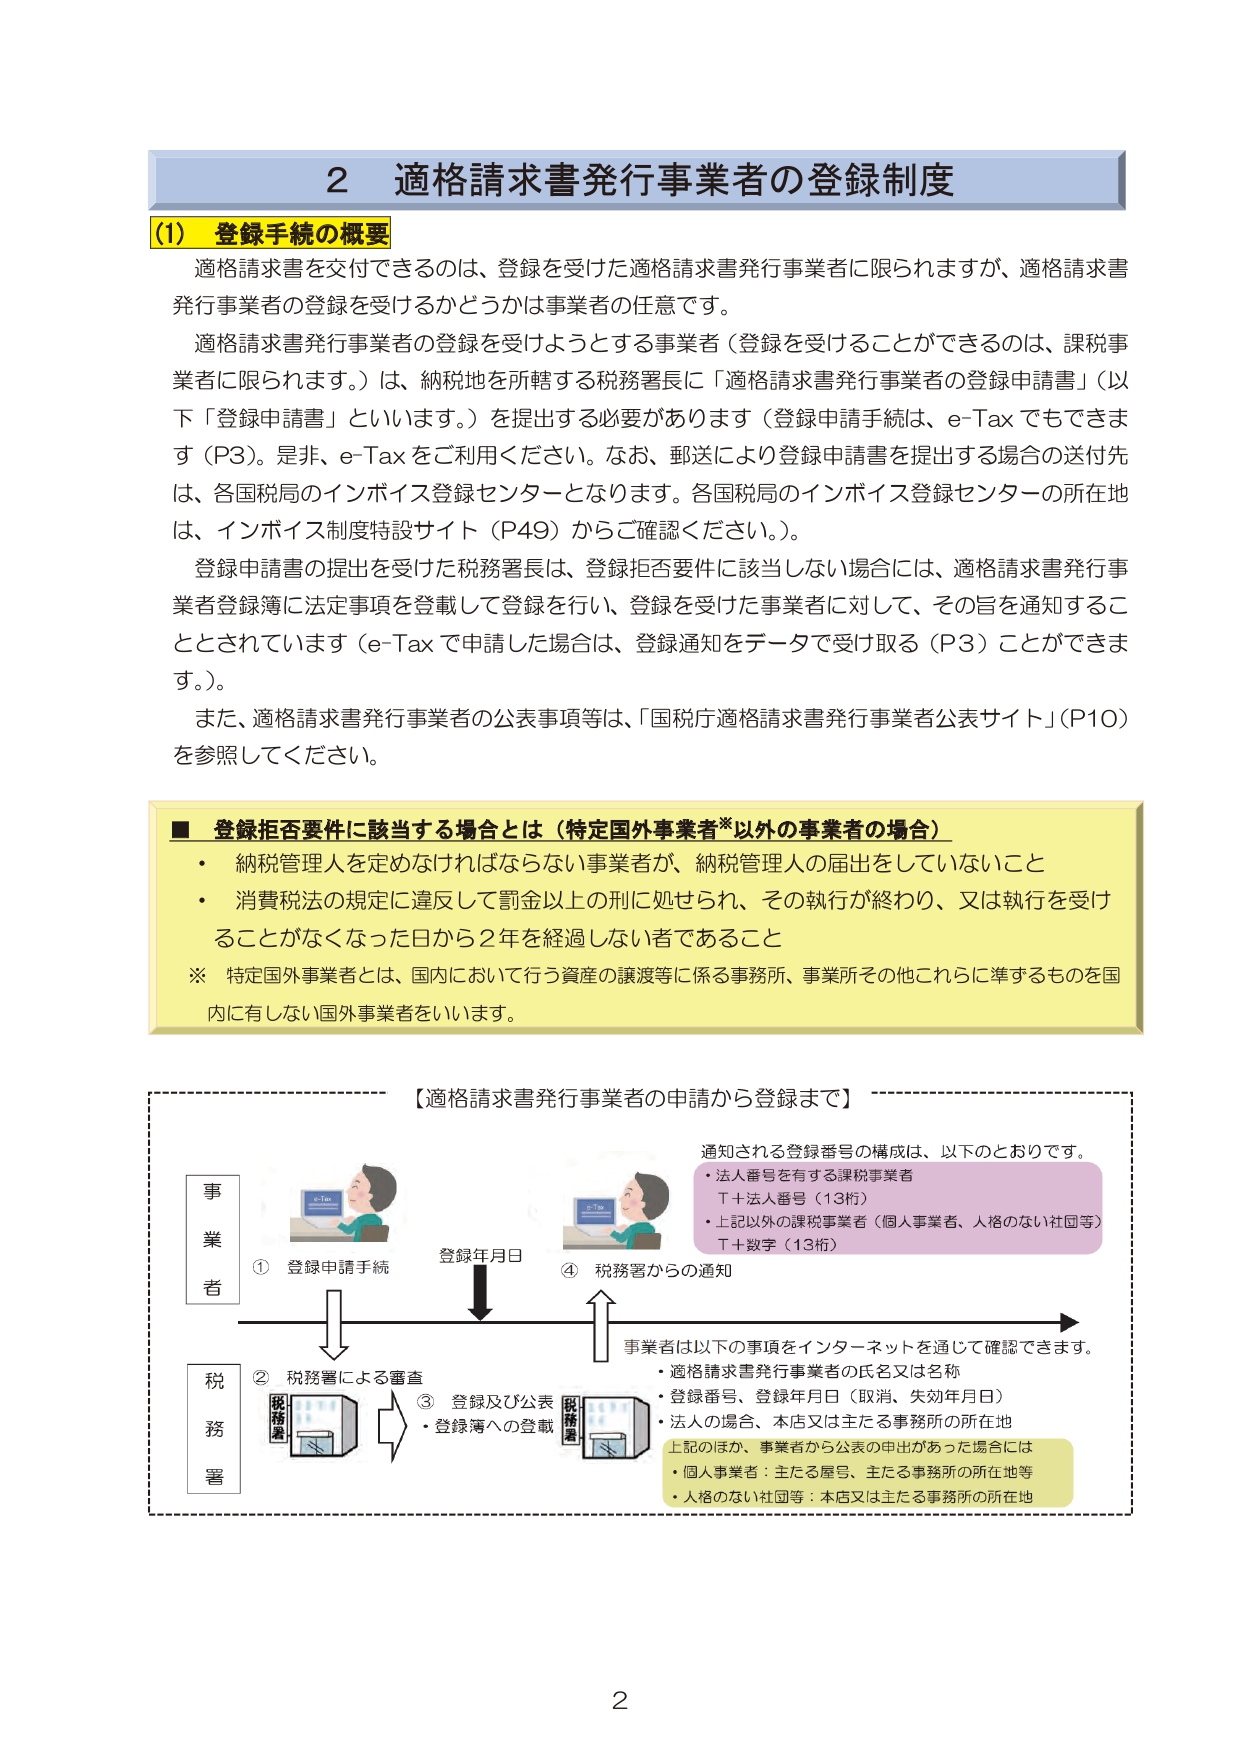 2　適格請求書発行事業者の登録制度
(1)　登録手続の概要
適格請求書を交付できるのは、登録を受けた適格請求書発行事業者に限られますが、適格請求書
発行事業者の登録を受けるかどうかは事業者の任意です。
適格請求書発行事業者の登録を受けようとする事業者（登録を受けることができるのは、課税事
業者に限られます。）は、納税地を所轄する税務署長に「適格請求書発行事業者の登録申請書」（以
下「登録申請書」といいます。）を提出する必要があります（登録申請手続は、e-Tax でもできま
す（P3）。是非、e-Tax をご利用ください。なお、郵送により登録申請書を提出する場合の送付先
は、各国税局のインボイス登録センターとなります。各国税局のインボイス登録センターの所在地
は、インボイス制度特設サイト（P49）からご確認ください。）。
登録申請書の提出を受けた税務署長は、登録拒否要件に該当しない場合には、適格請求書発行事
業者登録簿に法定事項を登載して登録を行い、登録を受けた事業者に対して、その旨を通知するこ
ととされています（e-Tax で申請した場合は、登録通知をデータで受け取る（P3）ことができま
す。）。
また、適格請求書発行事業者の公表事項等は、「国税庁適格請求書発行事業者公表サイト」（P10）
を参照してください。
■　登録拒否要件に該当する場合とは（特定国外事業者※以外の事業者の場合）
・　納税管理人を定めなければならない事業者が、納税管理人の届出をしていないこと
・　消費税法の規定に違反して罰金以上の刑に処せられ、その執行が終わり、又は執行を受け
ることがなくなった日から２年を経過しない者であること
※　特定国外事業者とは、国内において行う資産の譲渡等に係る事務所、事業所その他これらに準ずるものを国
内に有しない国外事業者をいいます。
【適格請求書発行事業者の申請から登録まで】
通知される登録番号の構成は、以下のとおりです。
・法人番号を有する課税事業者
Ｔ＋法人番号（13桁）
・上記以外の課税事業者（個人事業者、人格のない社団等）
Ｔ＋数字（13桁）
事業者
e-Tax
e-Tax
①　登録申請手続
登録年月日
④　税務署からの通知
事業者は以下の事項をインターネットを通じて確認できます。
・適格請求書発行事業者の氏名又は名称
・登録番号、登録年月日（取消、失効年月日）
・法人の場合、本店又は主たる事務所の所在地
税務署
②　税務署による審査
税務署
③　登録及び公表
・登録簿への登載
税務署
上記のほか、事業者から公表の申出があった場合には
・個人事業者：主たる屋号、主たる事務所の所在地等
・人格のない社団等：本店又は主たる事務所の所在地
2